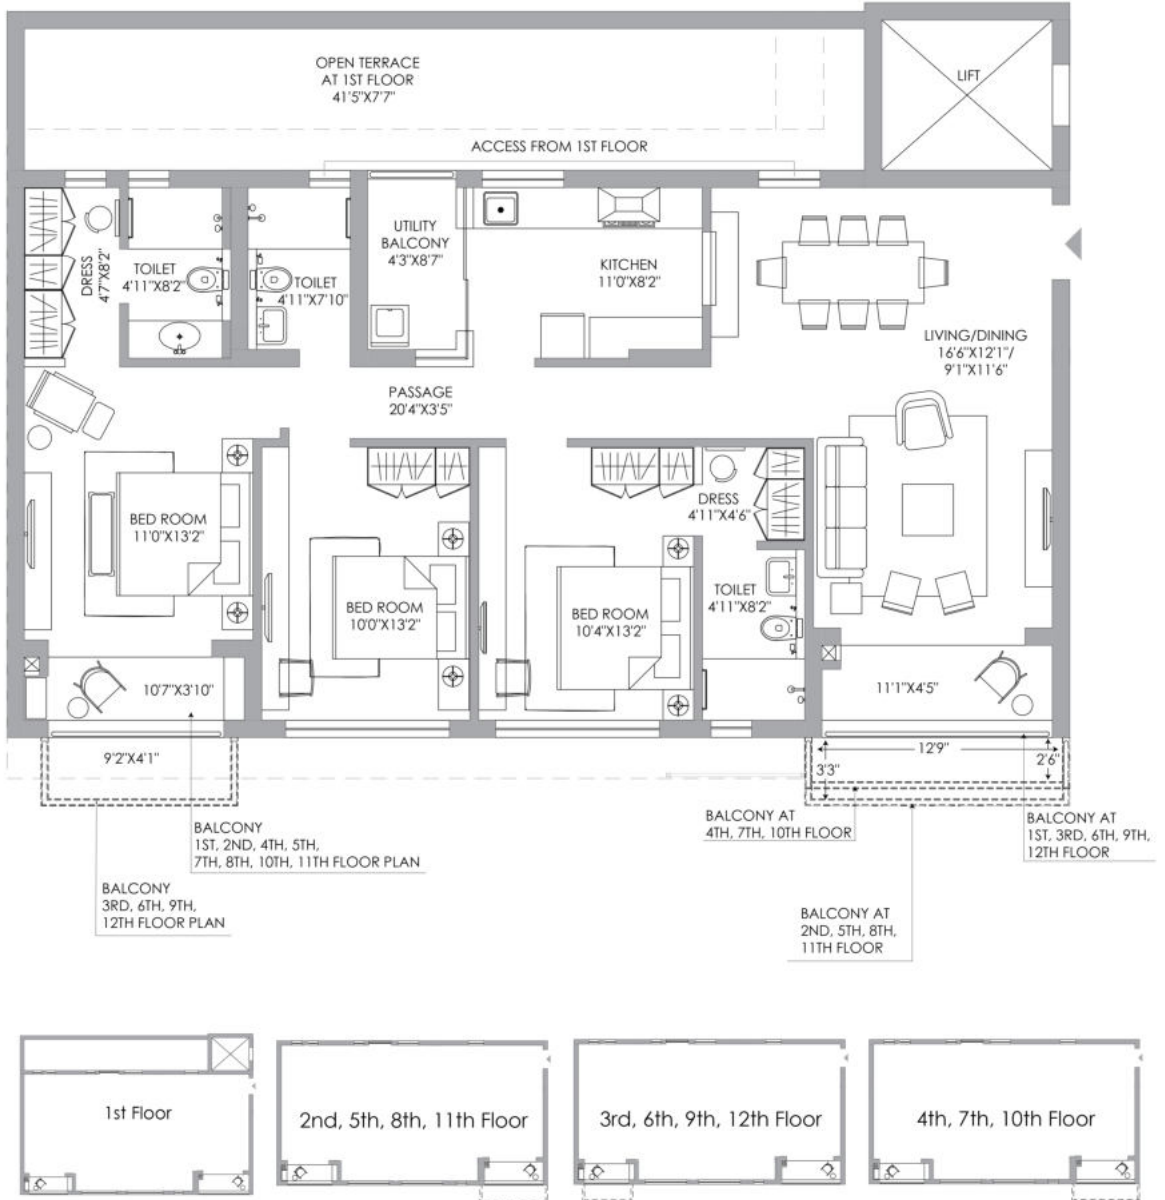 OPEN TERRACE
AT 1ST FLOOR
41'5"X7'7"
LIFT
ACCESS FROM 1ST FLOOR
DRESS
4'7"X8'2"
TOILET
4'11"X8'2"
TOILET
4'11"X7'10"
UTILITY
BALCONY
4'3"X8'7"
KITCHEN
11'0"X8'2"
LIVING/DINING
16'6"X12'1"/
9'1"X11'6"
PASSAGE
20'4"X3'5"
BED ROOM
11'0"X13'2"
BED ROOM
10'0"X13'2"
BED ROOM
10'4"X13'2"
DRESS
4'11"X4'6"
TOILET
4'11"X8'2"
10'7"X3'10"
11'1"X4'5"
9'2"X4'1"
12'9"
3'3"
2'6"
BALCONY
1ST, 2ND, 4TH, 5TH,
7TH, 8TH, 10TH, 11TH FLOOR PLAN
BALCONY
3RD, 6TH, 9TH,
12TH FLOOR PLAN
BALCONY AT
4TH, 7TH, 10TH FLOOR
BALCONY AT
1ST, 3RD, 6TH, 9TH,
12TH FLOOR
BALCONY AT
2ND, 5TH, 8TH,
11TH FLOOR
1st Floor
2nd, 5th, 8th, 11th Floor
3rd, 6th, 9th, 12th Floor
4th, 7th, 10th Floor